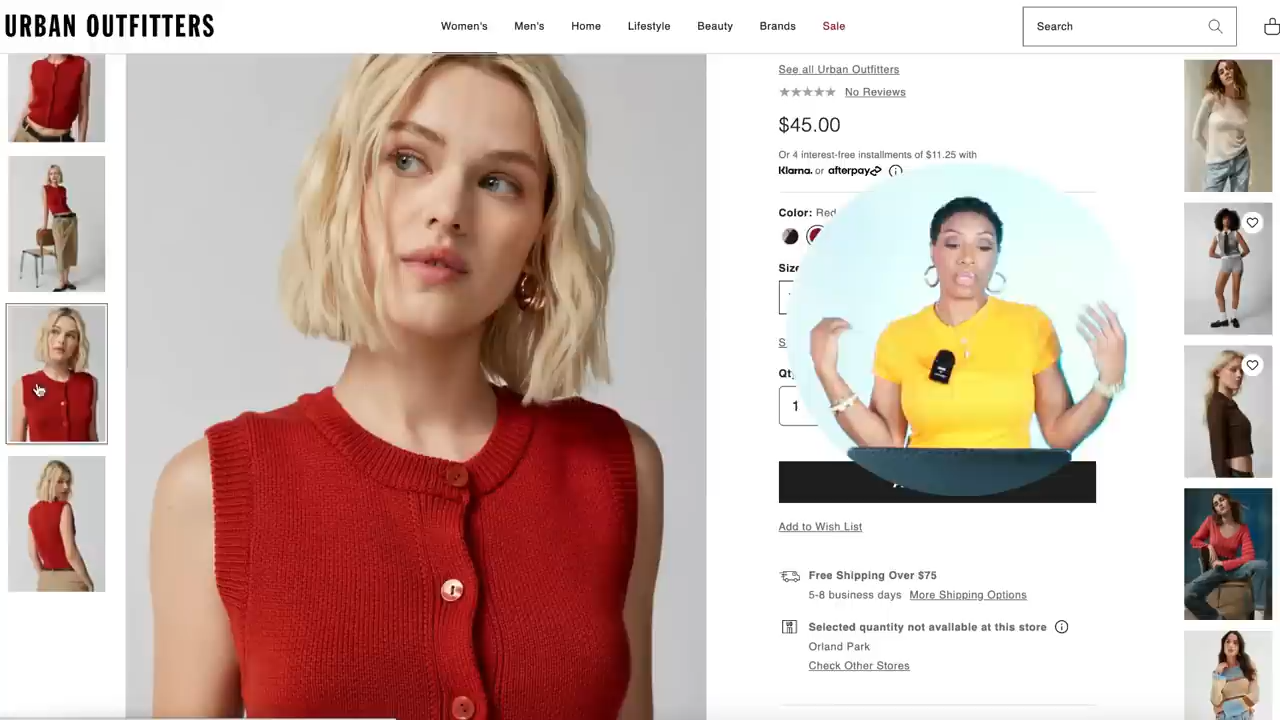 URBAN OUTFITTERS
Women's
Men's
Home
Lifestyle
Beauty
Brands
Sale
Search
See all Urban Outfitters
No Reviews
$45.00
Or 4 interest-free installments of $11.25 with
Klarna. or afterpay
Color: Red
Size
S
Qty
1
Add to Wish List
Free Shipping Over $75
5-8 business days More Shipping Options
Selected quantity not available at this store
Orland Park
Check Other Stores